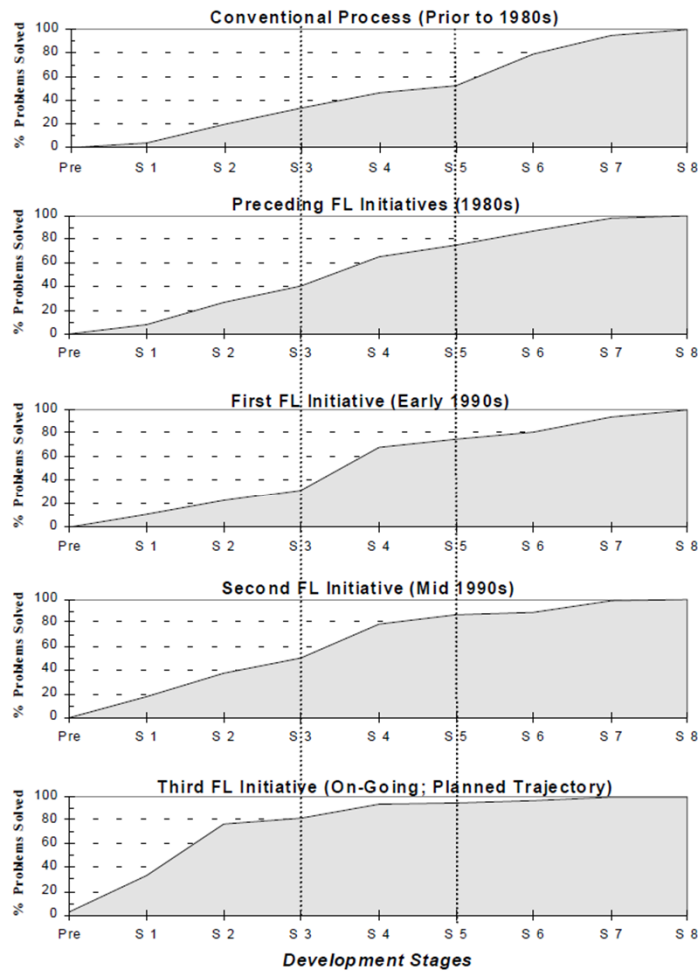 Conventional Process (Prior to 1980s)
% Problems Solved
100
80
60
40
20
0
Pre S 1 S 2 S 3 S 4 S 5 S 6 S 7 S 8
Preceding FL Initiatives (1980s)
% Problems Solved
100
80
60
40
20
0
Pre S 1 S 2 S 3 S 4 S 5 S 6 S 7 S 8
First FL Initiative (Early 1990s)
% Problems Solved
100
80
60
40
20
0
Pre S 1 S 2 S 3 S 4 S 5 S 6 S 7 S 8
Second FL Initiative (Mid 1990s)
% Problems Solved
100
80
60
40
20
0
Pre S 1 S 2 S 3 S 4 S 5 S 6 S 7 S 8
Third FL Initiative (On-Going; Planned Trajectory)
% Problems Solved
100
80
60
40
20
0
Pre S 1 S 2 S 3 S 4 S 5 S 6 S 7 S 8
Development Stages